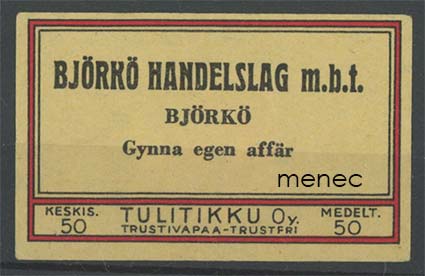 BJÖRKÖ HANDELSLAG m.b.t.
BJÖRKÖ
Gynna egen affär
menec
KESKIS. 50
TULITIKKU Oy.
TRUSTIVAPAA-TRUSTFRI
MEDELT. 50